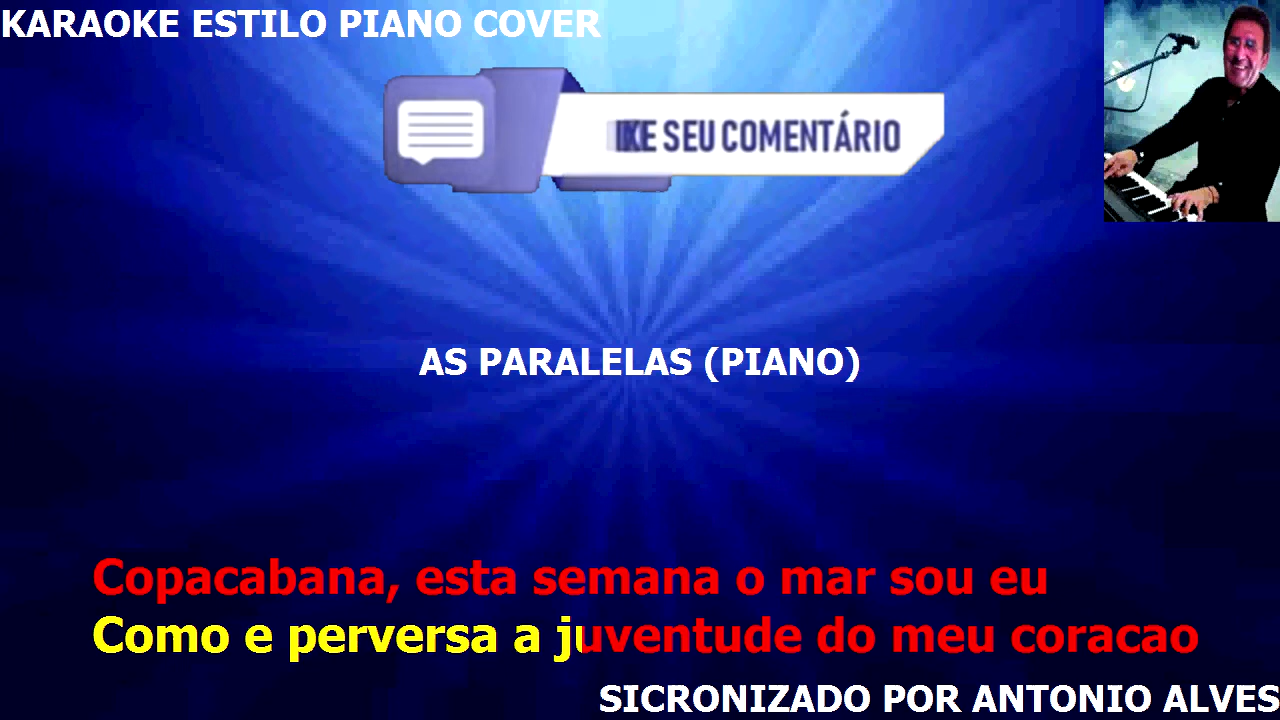 KARAOKE ESTILO PIANO COVER
SEU COMENTÁRIO
AS PARALELAS (PIANO)
Copacabana, esta semana o mar sou eu
Como e perversa a juventude do meu coracao
SICRONIZADO POR ANTONIO ALVES